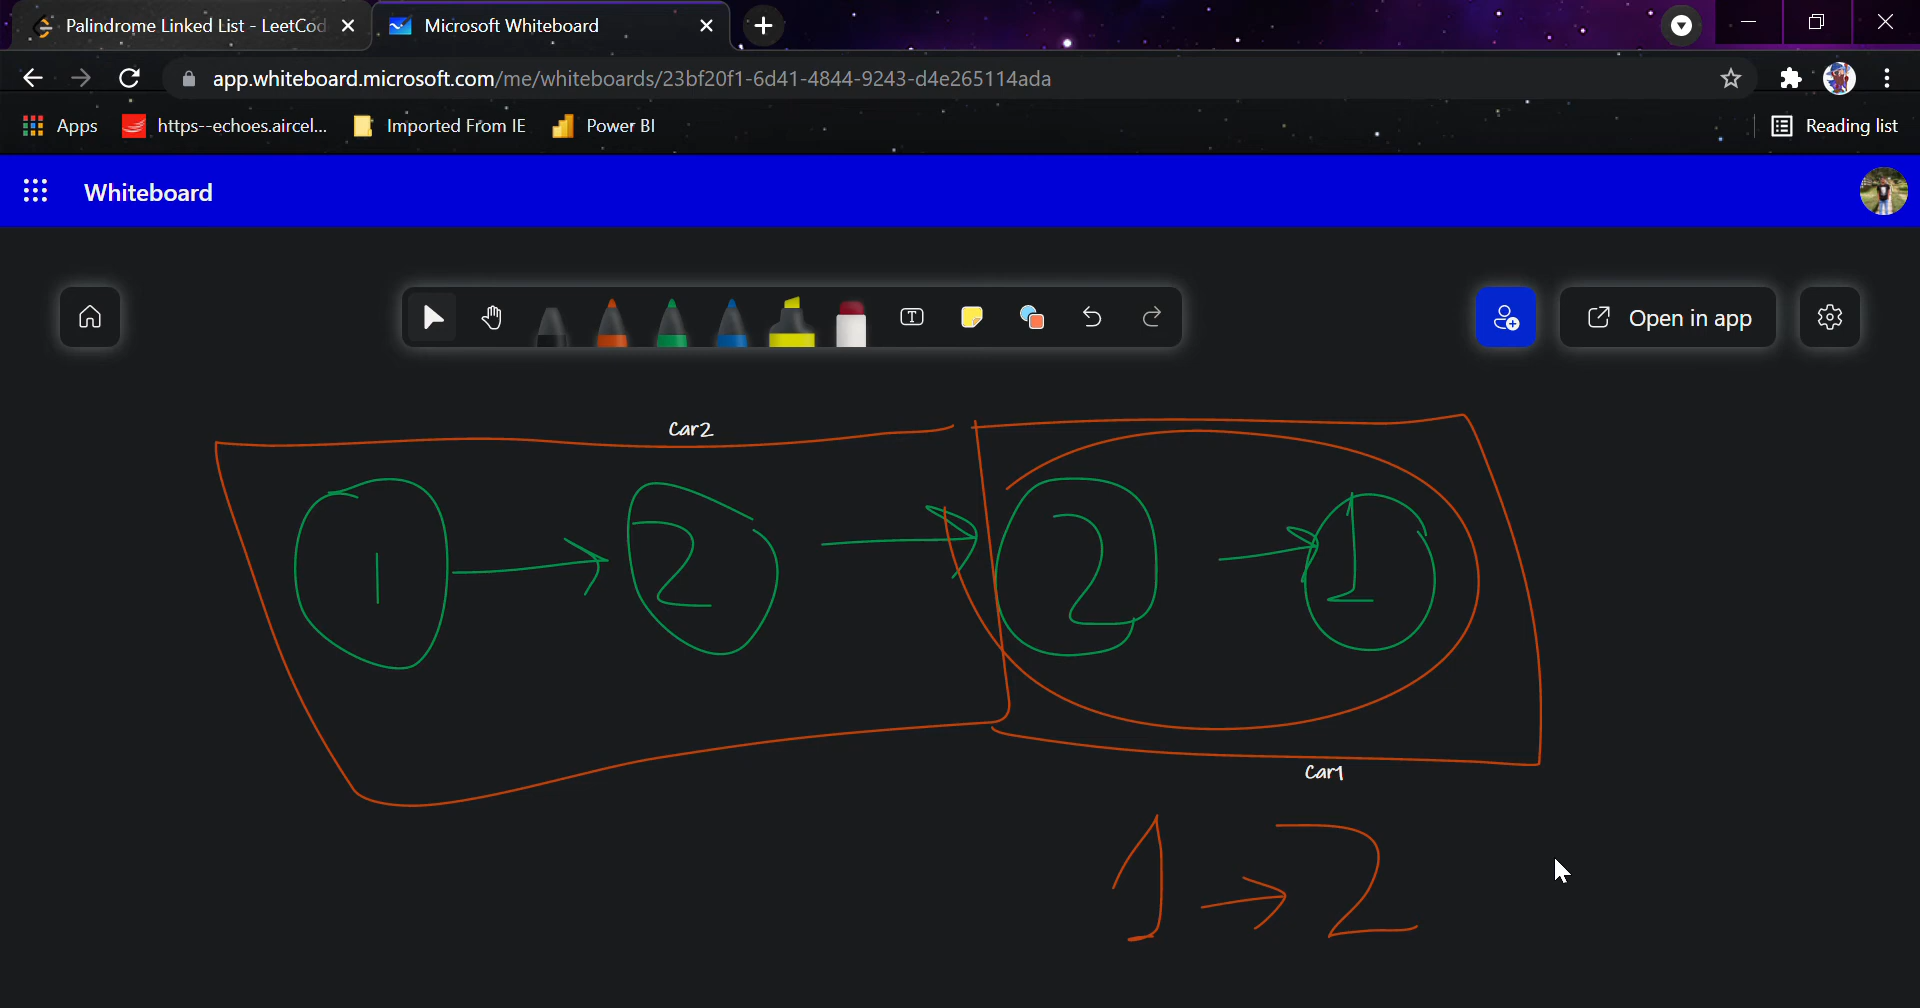 Palindrome Linked List - LeetCod
Microsoft Whiteboard
app.whiteboard.microsoft.com/me/whiteboards/23bf20f1-6d41-4844-9243-d4e265114ada
Apps https--echoes.aircel... Imported From IE Power BI Reading list
Whiteboard
T Open in app
Car2
1 → 2 → 2 → 1
Car1
1 → 2